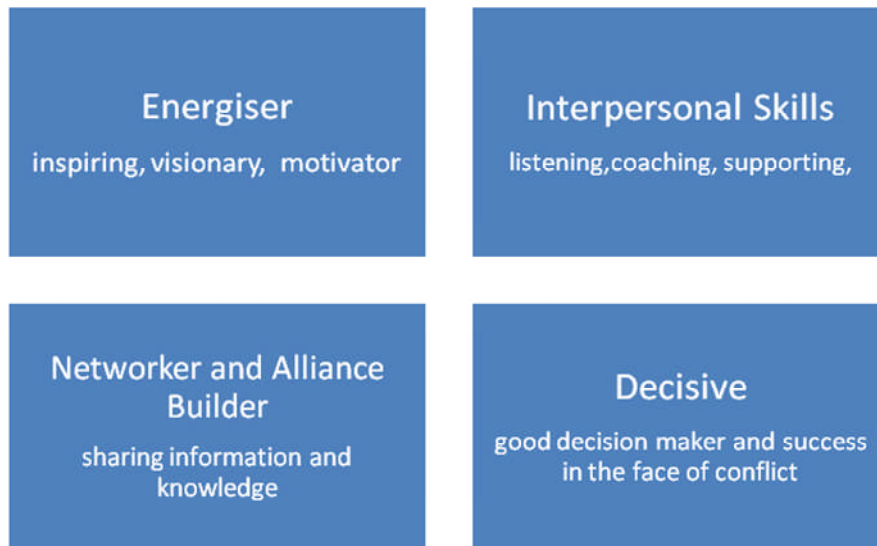 Energiser
inspiring, visionary, motivator
Interpersonal Skills
listening,coaching, supporting,
Networker and Alliance
Builder
sharing information and
knowledge
Decisive
good decision maker and success
in the face of conflict